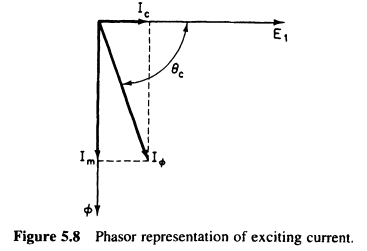 I_c
E_1
θ_c
I_m
I_φ
φ
Figure 5.8 Phasor representation of exciting current.